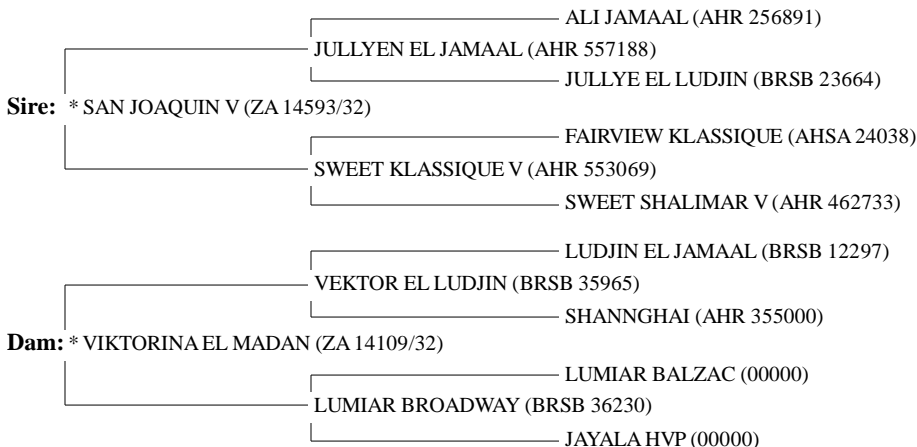 ALI JAMAAL (AHR 256891)
JULLYEN EL JAMAAL (AHR 557188)
JULLYE EL LUDJIN (BRSB 23664)
Sire: * SAN JOAQUIN V (ZA 14593/32)
FAIRVIEW KLASSIQUE (AHSA 24038)
SWEET KLASSIQUE V (AHR 553069)
SWEET SHALIMAR V (AHR 462733)
LUDJIN EL JAMAAL (BRSB 12297)
VEKTOR EL LUDJIN (BRSB 35965)
SHANNGHAI (AHR 355000)
Dam: * VIKTORINA EL MADAN (ZA 14109/32)
LUMIAR BALZAC (00000)
LUMIAR BROADWAY (BRSB 36230)
JAYALA HVP (00000)